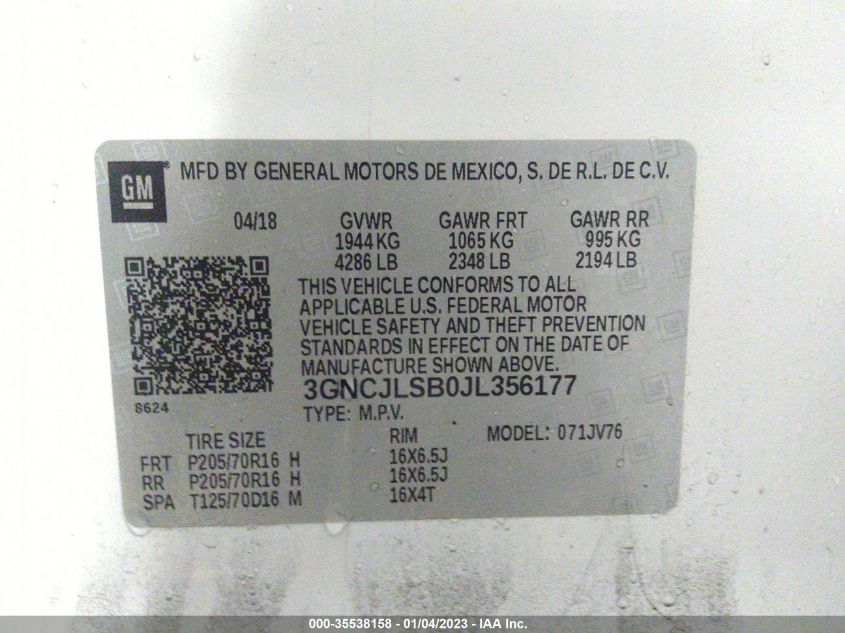 GM
MFD BY GENERAL MOTORS DE MEXICO, S. DE R.L. DE C.V.
04/18 GVWR GAWR FRT GAWR RR
1944 KG 1065 KG 995 KG
4286 LB 2348 LB 2194 LB
THIS VEHICLE CONFORMS TO ALL
APPLICABLE U.S. FEDERAL MOTOR
VEHICLE SAFETY AND THEFT PREVENTION
STANDARDS IN EFFECT ON THE DATE OF
MANUFACTURE SHOWN ABOVE.
3GNCJLSB0JL356177
8624
TYPE: M.P.V.
TIRE SIZE RIM MODEL: 071JV76
FRT P205/70R16 H 16X6.5J
RR P205/70R16 H 16X6.5J
SPA T125/70D16 M 16X4T
000-35538158 - 01/04/2023 - IAA Inc.